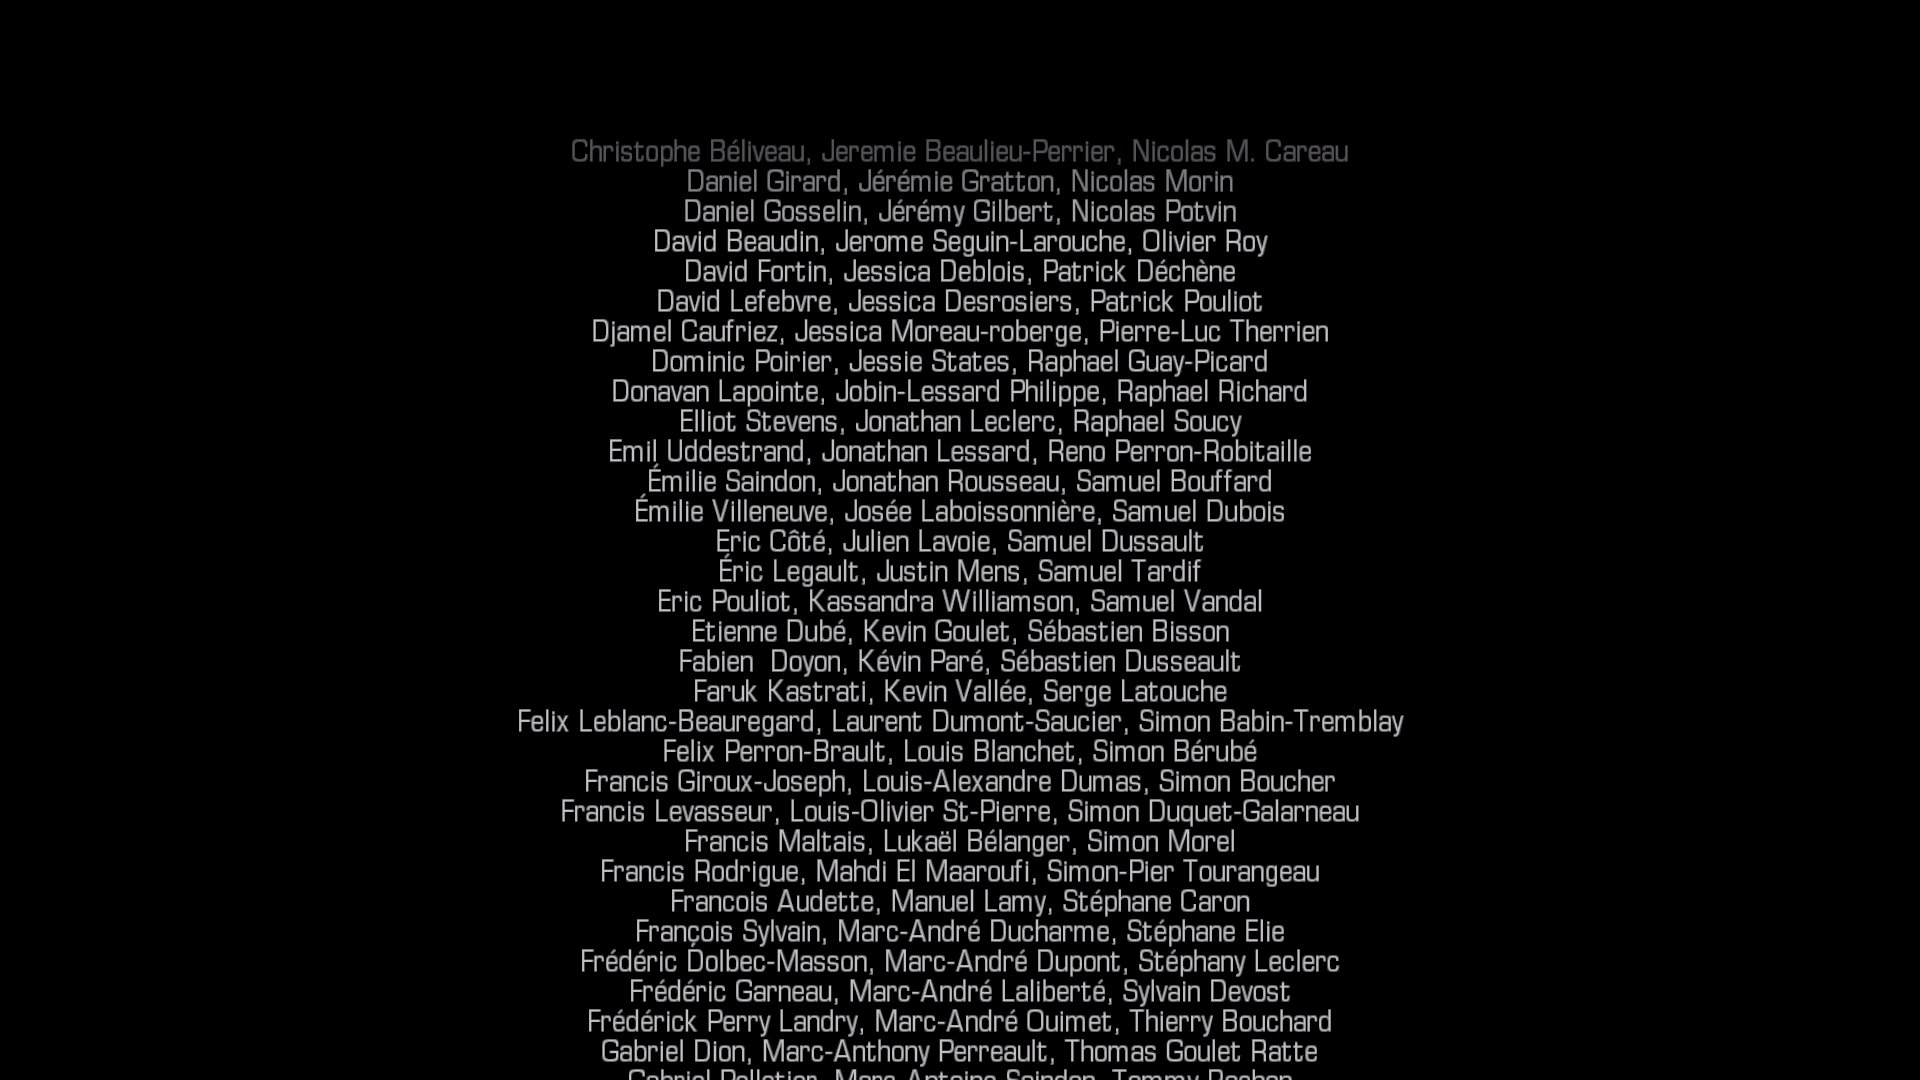 Christophe Béliveau, Jeremie Beaulieu-Perrier, Nicolas M. Careau
Daniel Girard, Jérémie Gratton, Nicolas Morin
Daniel Gosselin, Jérémy Gilbert, Nicolas Potvin
David Beaudin, Jerome Seguin-Larouche, Olivier Roy
David Fortin, Jessica Deblois, Patrick Déchène
David Lefebvre, Jessica Desrosiers, Patrick Pouliot
Djamel Caufriez, Jessica Moreau-roberge, Pierre-Luc Therrien
Dominic Poirier, Jessie States, Raphael Guay-Picard
Donavan Lapointe, Jobin-Lessard Philippe, Raphael Richard
Elliot Stevens, Jonathan Leclerc, Raphael Soucy
Emil Uddestrand, Jonathan Lessard, Reno Perron-Robitaille
Émilie Saindon, Jonathan Rousseau, Samuel Bouffard
Émilie Villeneuve, Josée Laboissonnière, Samuel Dubois
Eric Côté, Julien Lavoie, Samuel Dussault
Éric Legault, Justin Mens, Samuel Tardif
Eric Pouliot, Kassandra Williamson, Samuel Vandal
Etienne Dubé, Kevin Goulet, Sébastien Bisson
Fabien  Doyon, Kévin Paré, Sébastien Dusseault
Faruk Kastrati, Kevin Vallée, Serge Latouche
Felix Leblanc-Beauregard, Laurent Dumont-Saucier, Simon Babin-Tremblay
Felix Perron-Brault, Louis Blanchet, Simon Bérubé
Francis Giroux-Joseph, Louis-Alexandre Dumas, Simon Boucher
Francis Levasseur, Louis-Olivier St-Pierre, Simon Duquet-Galarneau
Francis Maltais, Lukaël Bélanger, Simon Morel
Francis Rodrigue, Mahdi El Maaroufi, Simon-Pier Tourangeau
Francois Audette, Manuel Lamy, Stéphane Caron
François Sylvain, Marc-André Ducharme, Stéphane Elie
Frédéric Dolbec-Masson, Marc-André Dupont, Stéphany Leclerc
Frédéric Garneau, Marc-André Laliberté, Sylvain Devost
Frédérick Perry Landry, Marc-André Ouimet, Thierry Bouchard
Gabriel Dion, Marc-Anthony Perreault, Thomas Goulet Ratte
Gabriel Pelletier, Marc-Antoine Saindon, Tommy